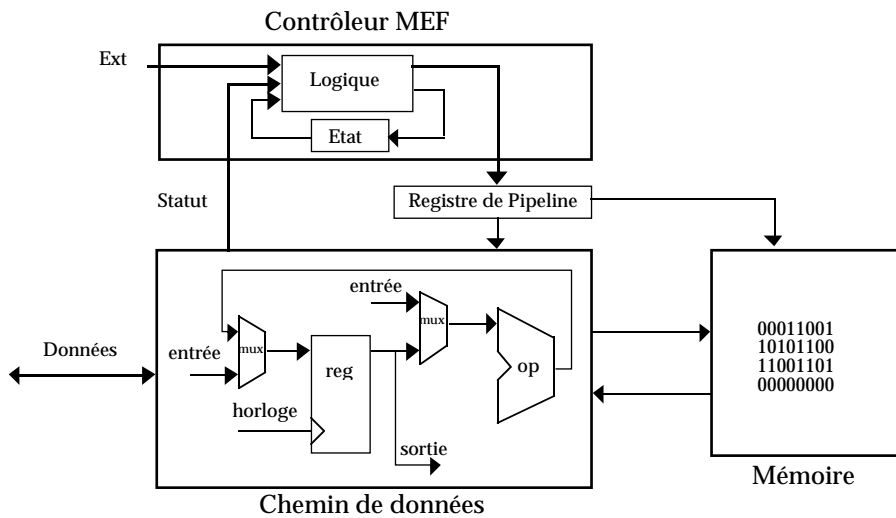 Contrôleur MEF
Ext
Logique
Etat
Statut
Registre de Pipeline
entrée
mux
entrée
mux
reg
op
horloge
sortie
Données
00011001
10101100
11001101
00000000
Mémoire
Chemin de données